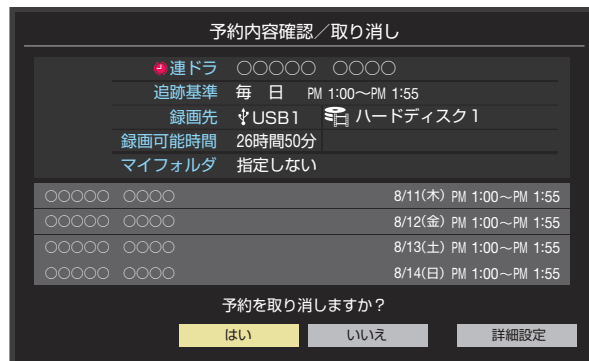 予約内容確認／取り消し
連ドラ ○○○○○ ○○○○
追跡基準 毎 日 PM 1:00～PM 1:55
録画先 USB1 ハードディスク1
録画可能時間 26時間50分
マイフォルダ 指定しない
○○○○○ ○○○○ 8/11(木) PM 1:00～PM 1:55
○○○○○ ○○○○ 8/12(金) PM 1:00～PM 1:55
○○○○○ ○○○○ 8/13(土) PM 1:00～PM 1:55
○○○○○ ○○○○ 8/14(日) PM 1:00～PM 1:55
予約を取り消しますか？
はい いいえ 詳細設定